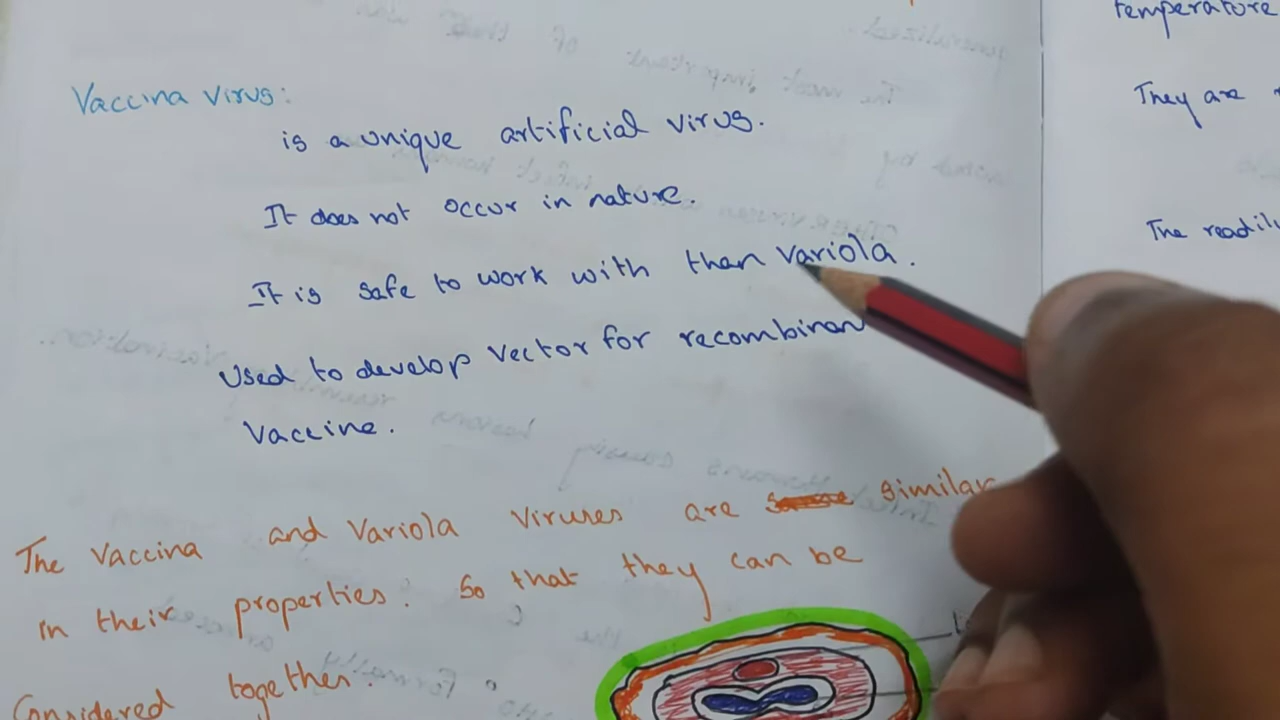 Vaccina Virus:
is a unique artificial virus.
It does not occur in nature.
It is safe to work with than variola.
Used to develop vector for recombinan
Vaccine.
The Vaccina and Variola Viruses are similar
in their properties. So that they can be
Considered together.
temperature
They are
The readil